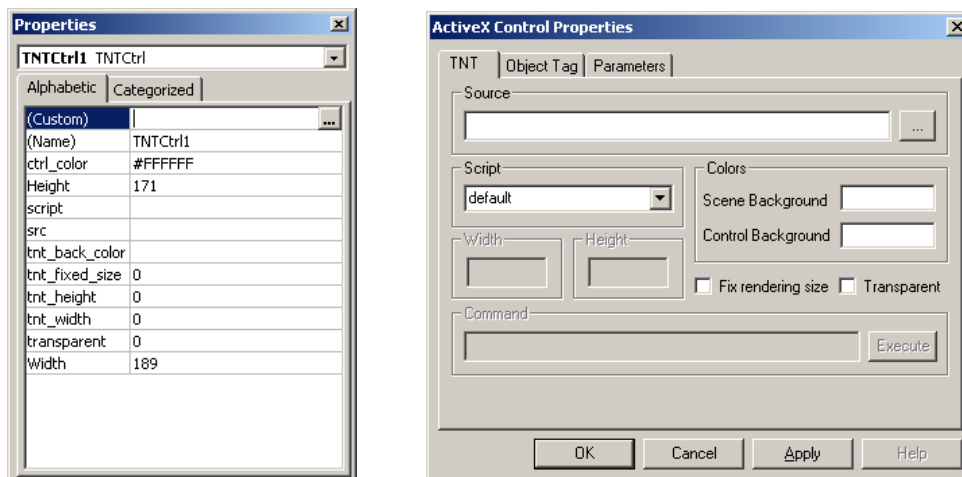 Properties
TNTCtrl1 TNTCtrl
Alphabetic Categorized
(Custom) ...
(Name) TNTCtrl1
ctrl_color #FFFFFF
Height 171
script
src
tnt_back_color
tnt_fixed_size 0
tnt_height 0
tnt_width 0
transparent 0
Width 189
ActiveX Control Properties
TNT Object Tag Parameters
Source
...
Script
default
Colors
Scene Background
Control Background
Width Height
Fix rendering size Transparent
Command
Execute
OK Cancel Apply Help